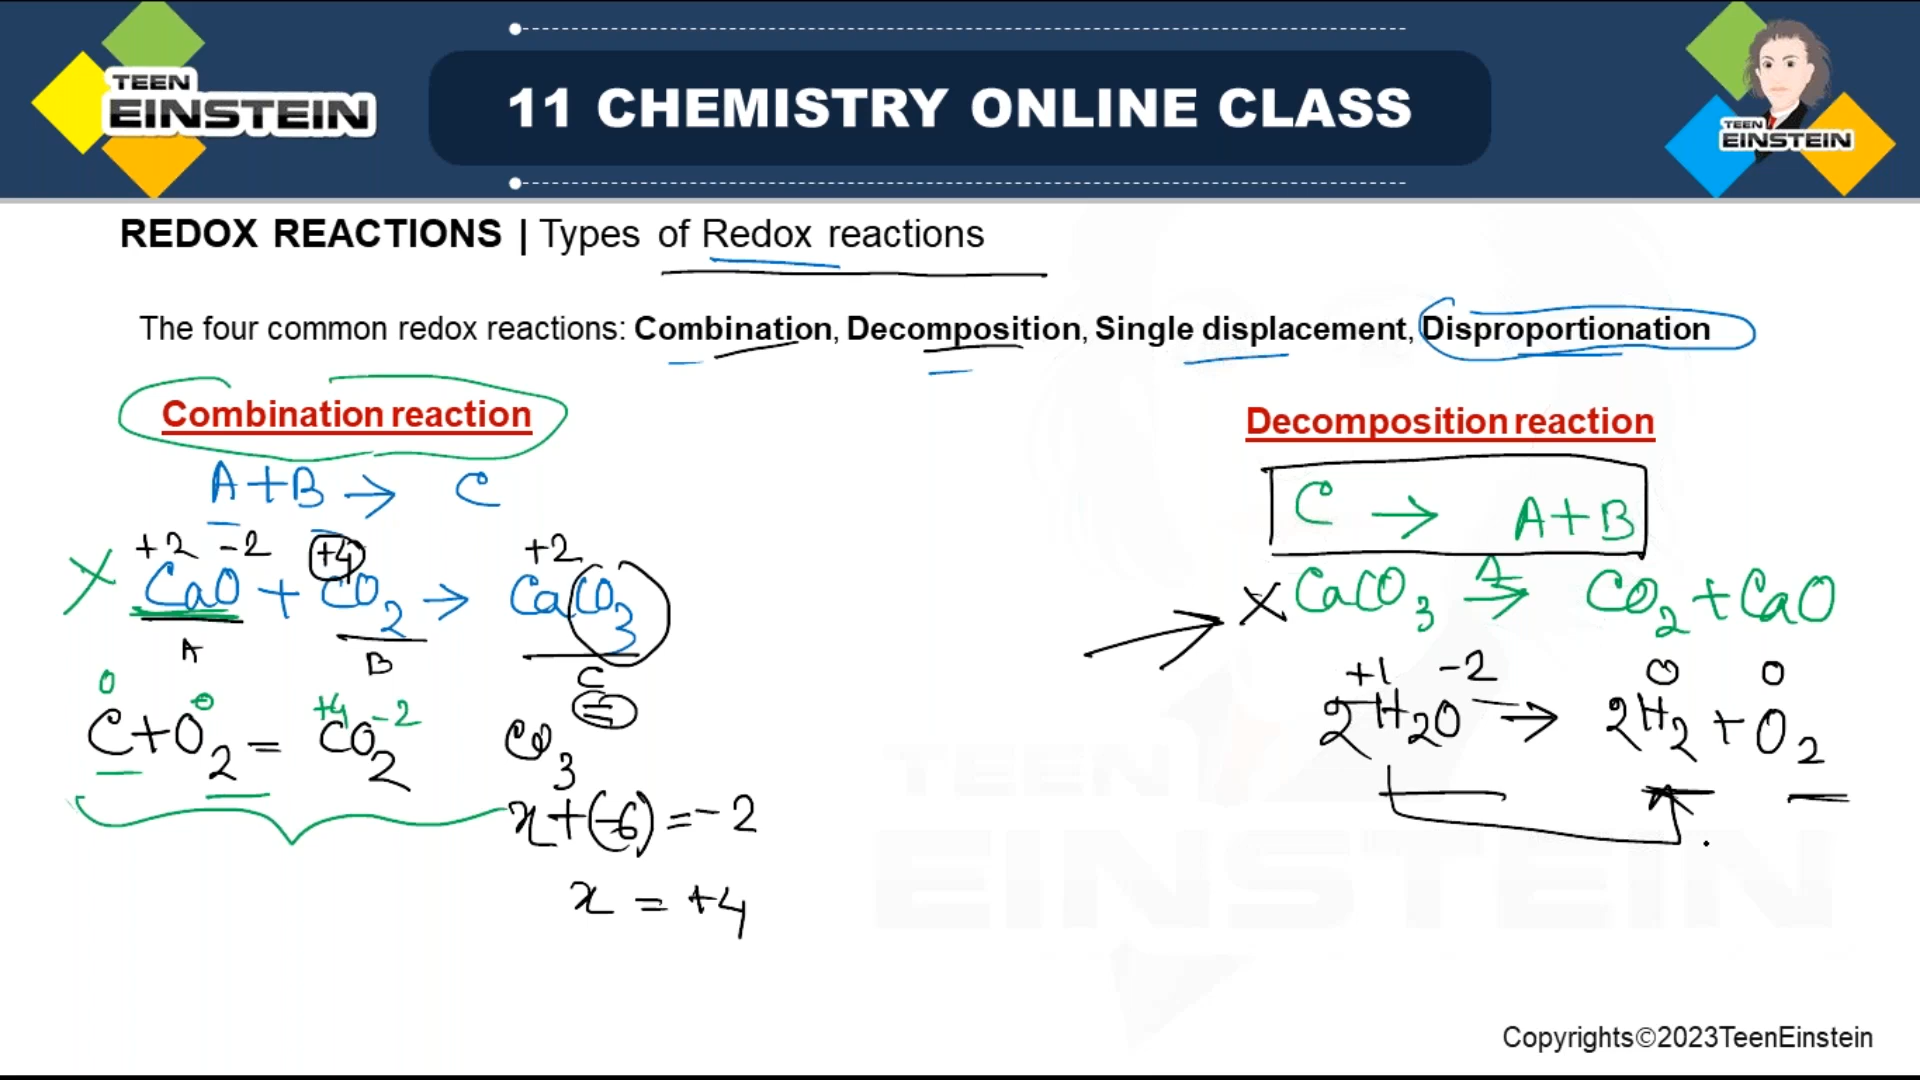 TEEN
EINSTEIN
11 CHEMISTRY ONLINE CLASS
TEEN
EINSTEIN
REDOX REACTIONS | Types of Redox reactions
The four common redox reactions: Combination, Decomposition, Single displacement, Disproportionation
Combination reaction
A+B → C
+2 -2 +4 +2
X CaO + CO2 → CaCO3
A B C
0 0 +4 -2
C+O2 = CO2
CO3
x+(-6) = -2
x = +4
Decomposition reaction
C → A+B
X CaCO3 Δ→ CO2+CaO
+1 -2 0 0
2H2O → 2H2 + O2
TEEN
EINSTEIN
Copyrights©2023TeenEinstein